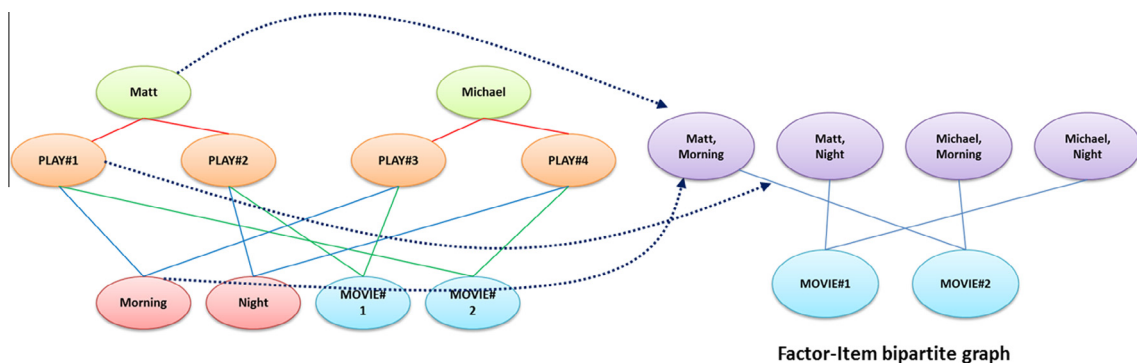 Matt
Michael
PLAY#1
PLAY#2
PLAY#3
PLAY#4
Morning
Night
MOVIE#
1
MOVIE#
2
Matt,
Morning
Matt,
Night
Michael,
Morning
Michael,
Night
MOVIE#1
MOVIE#2
Factor-Item bipartite graph